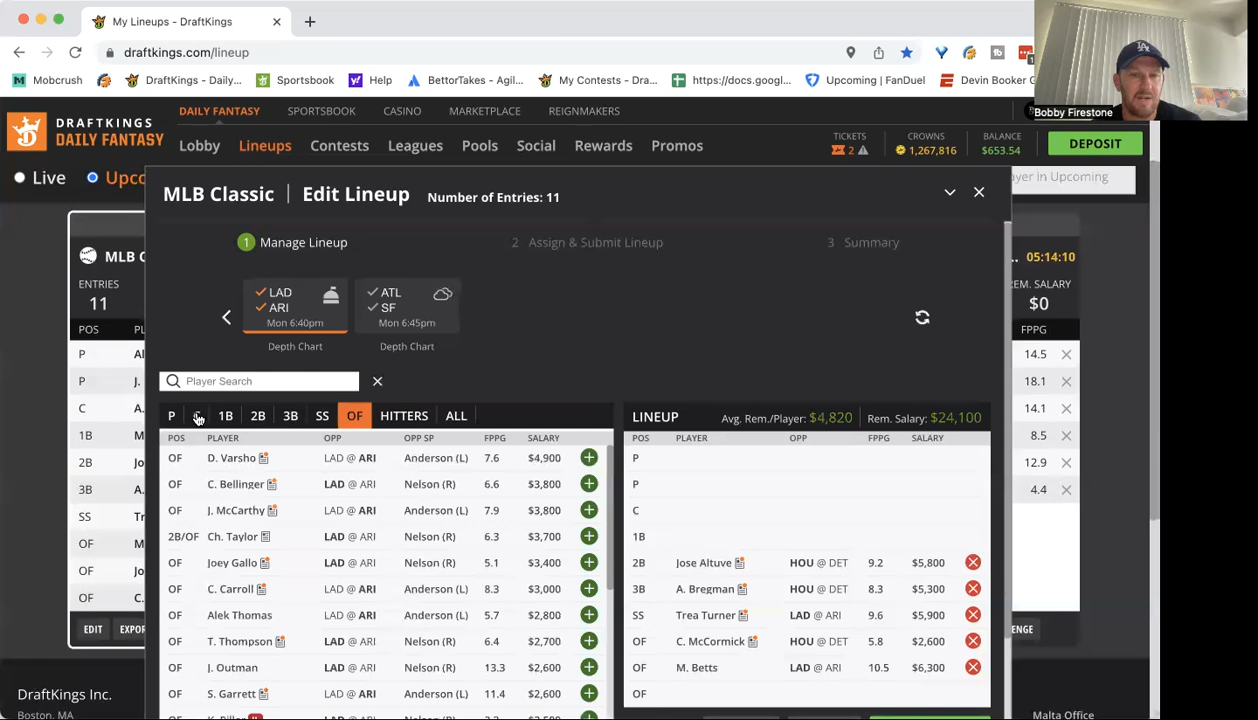 My Lineups - DraftKings
draftkings.com/lineup
Mobcrush DraftKings - Daily... Sportsbook Help BettorTakes - Agil... My Contests - Dra... https://docs.googl... Upcoming | FanDuel Devin Booker
Bobby Firestone
DRAFTKINGS
DAILY FANTASY
DAILY FANTASY SPORTSBOOK CASINO MARKETPLACE REIGNMAKERS
Lobby Lineups Contests Leagues Pools Social Rewards Promos
TICKETS CROWNS BALANCE
2 1,267,816 $653.54
DEPOSIT
Live Upco
ayer in Upcoming
MLB Classic | Edit Lineup Number of Entries: 11
1 Manage Lineup 2 Assign & Submit Lineup 3 Summary
LAD ATL
ARI SF
Mon 6:40pm Mon 6:45pm
Depth Chart Depth Chart
Player Search
P 1B 2B 3B SS OF HITTERS ALL
POS PLAYER OPP OPP SP FPPG SALARY
OF D. Varsho LAD @ ARI Anderson (L) 7.6 $4,900
OF C. Bellinger LAD @ ARI Nelson (R) 6.6 $3,800
OF J. McCarthy LAD @ ARI Anderson (L) 7.9 $3,800
2B/OF Ch. Taylor LAD @ ARI Nelson (R) 6.3 $3,700
OF Joey Gallo LAD @ ARI Nelson (R) 5.1 $3,400
OF C. Carroll LAD @ ARI Anderson (L) 8.3 $3,000
OF Alek Thomas LAD @ ARI Anderson (L) 5.7 $2,800
OF T. Thompson LAD @ ARI Nelson (R) 6.4 $2,700
OF J. Outman LAD @ ARI Nelson (R) 13.3 $2,600
OF S. Garrett LAD @ ARI Anderson (L) 11.4 $2,600
LINEUP Avg. Rem./Player: $4,820 Rem. Salary: $24,100
POS PLAYER OPP FPPG SALARY
P
P
C
1B
2B Jose Altuve HOU @ DET 9.2 $5,800
3B A. Bregman HOU @ DET 8.3 $5,300
SS Trea Turner LAD @ ARI 9.6 $5,900
OF C. McCormick HOU @ DET 5.8 $2,600
OF M. Betts LAD @ ARI 10.5 $6,300
OF
MLB C
ENTRIES
11
POS PL
P Al
P J.
C A
1B M
2B Jo
3B A.
SS Tr
OF M
OF Jo
OF C.
EDIT EXPOR
... 05:14:10
EM. SALARY
$0
FPPG
14.5
18.1
14.1
8.5
12.9
4.4
ENGE
DraftKings Inc.
Boston, MA
Malta Office